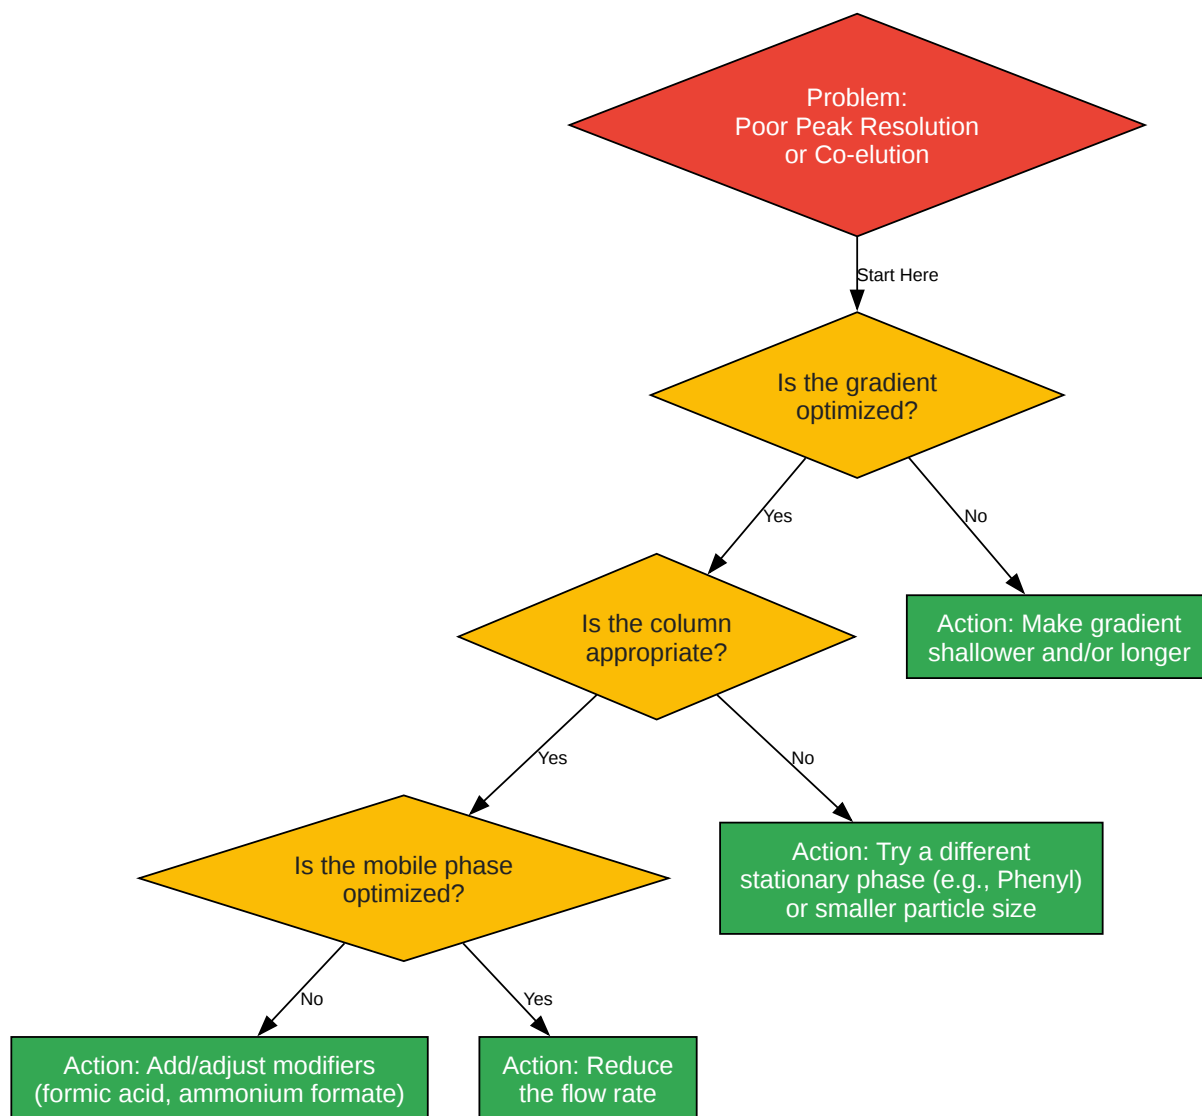 Problem:
Poor Peak Resolution
or Co-elution
Start Here
Is the gradient
optimized?
Yes
No
Is the column
appropriate?
Action: Make gradient
shallower and/or longer
Yes
No
Is the mobile phase
optimized?
Action: Try a different
stationary phase (e.g., Phenyl)
or smaller particle size
No
Yes
Action: Add/adjust modifiers
(formic acid, ammonium formate)
Action: Reduce
the flow rate